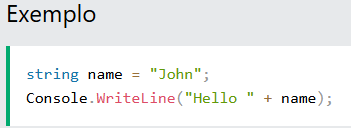 Exemplo
string name = "John";
Console.WriteLine("Hello " + name);